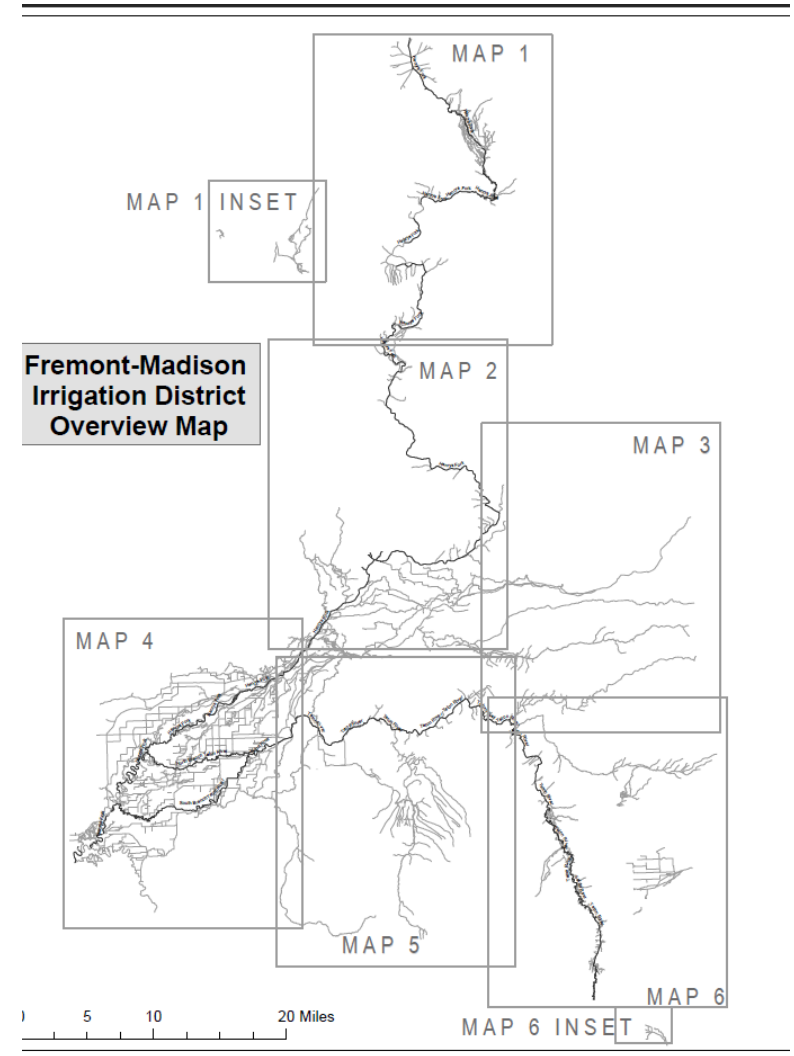 MAP 1
MAP 1 INSET
Fremont-Madison
Irrigation District
Overview Map
MAP 2
MAP 3
MAP 4
MAP 5
MAP 6
5 10 20 Miles
MAP 6 INSET